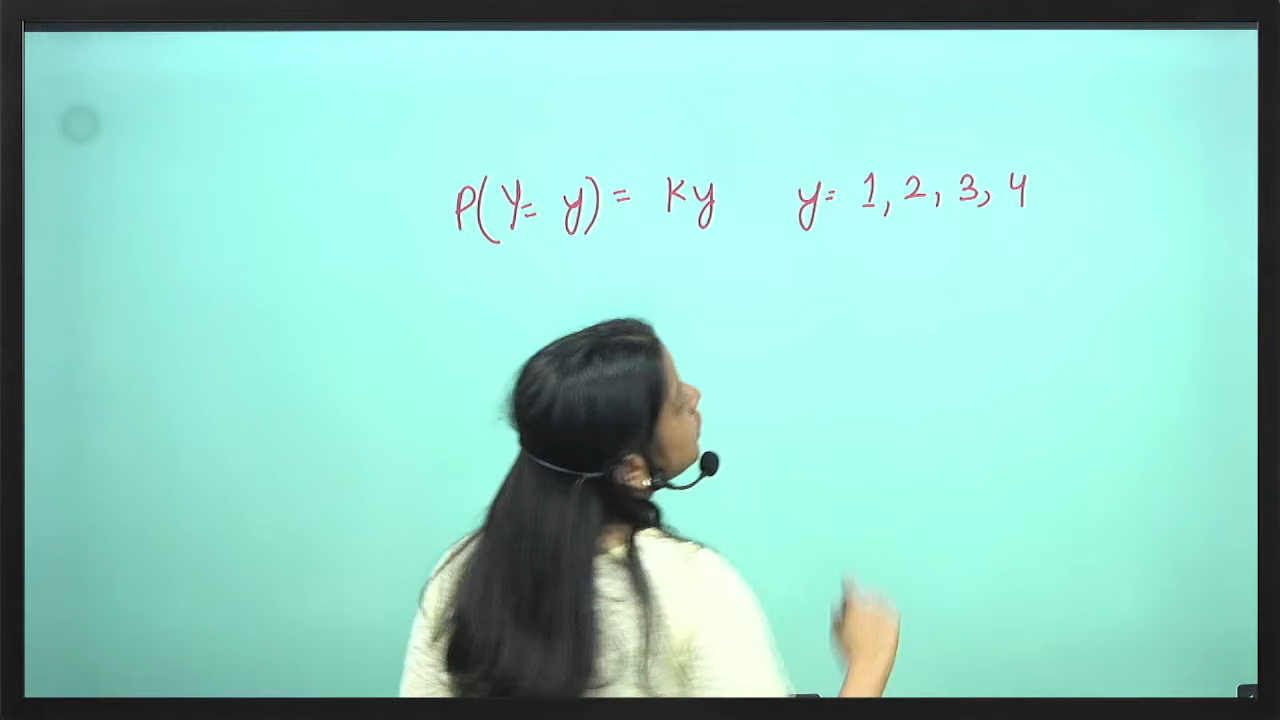 P(Y= y) = Ky y= 1, 2, 3, 4